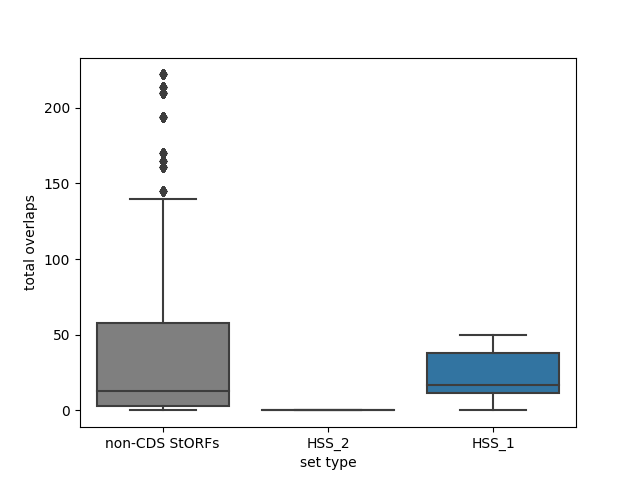 total overlaps
200
150
100
50
0
non-CDS StORFs
HSS_2
HSS_1
set type